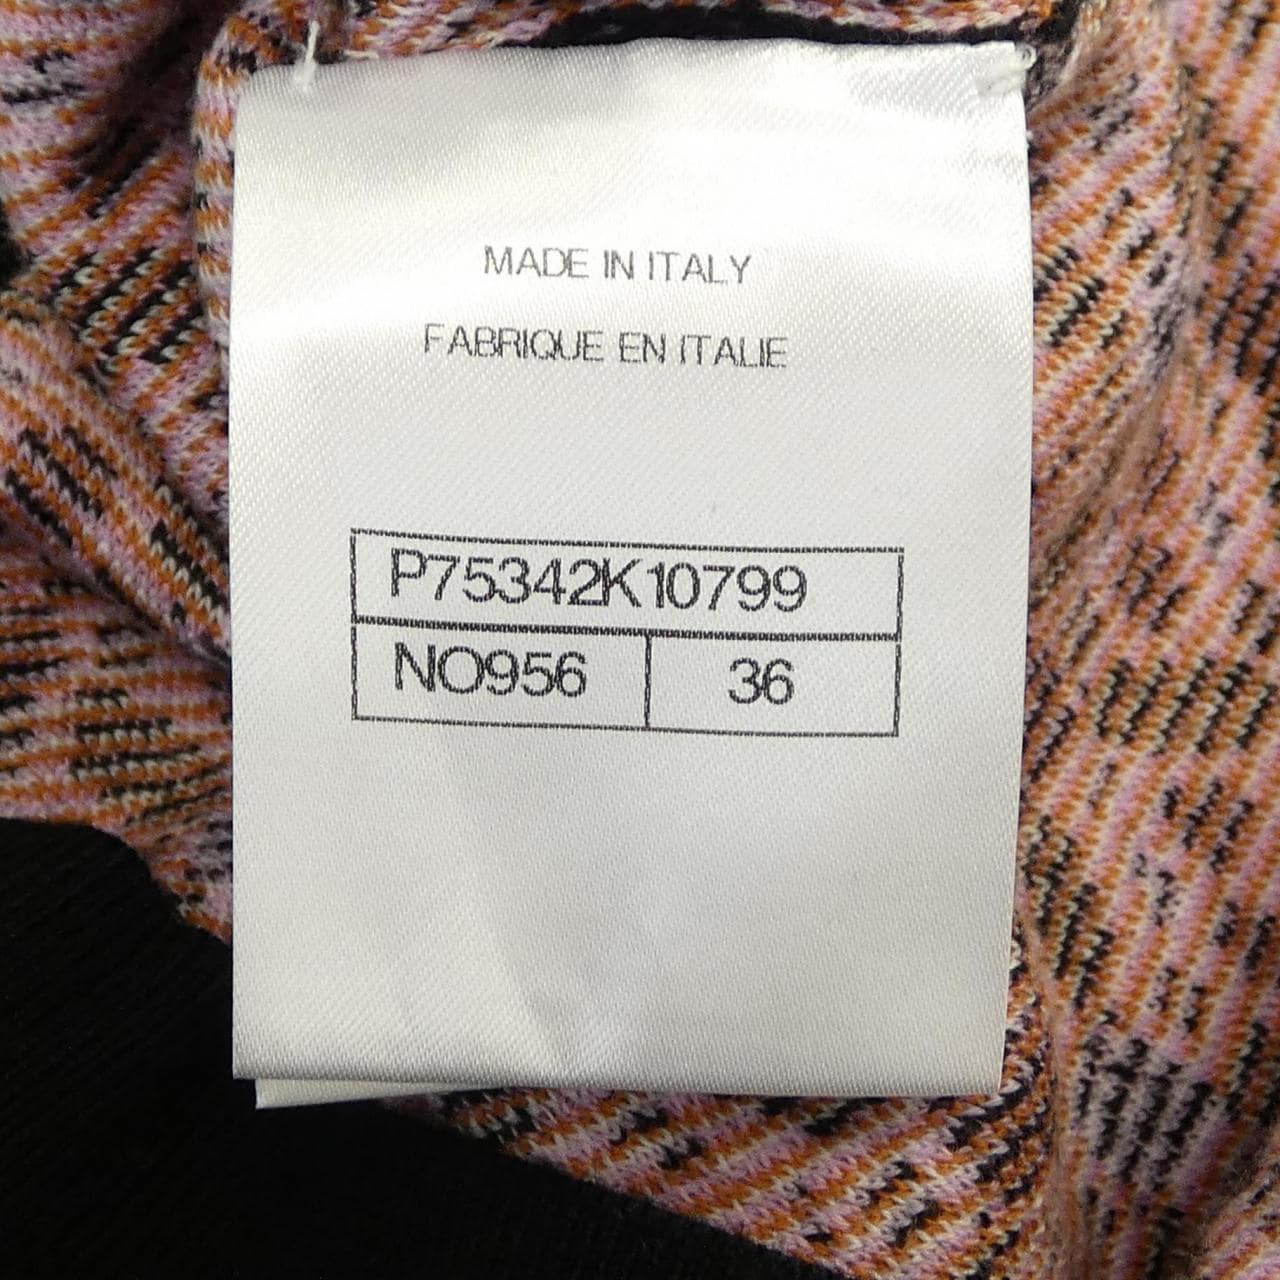 MADE IN ITALY
FABRIQUE EN ITALIE
P75342K10799
NO956 36